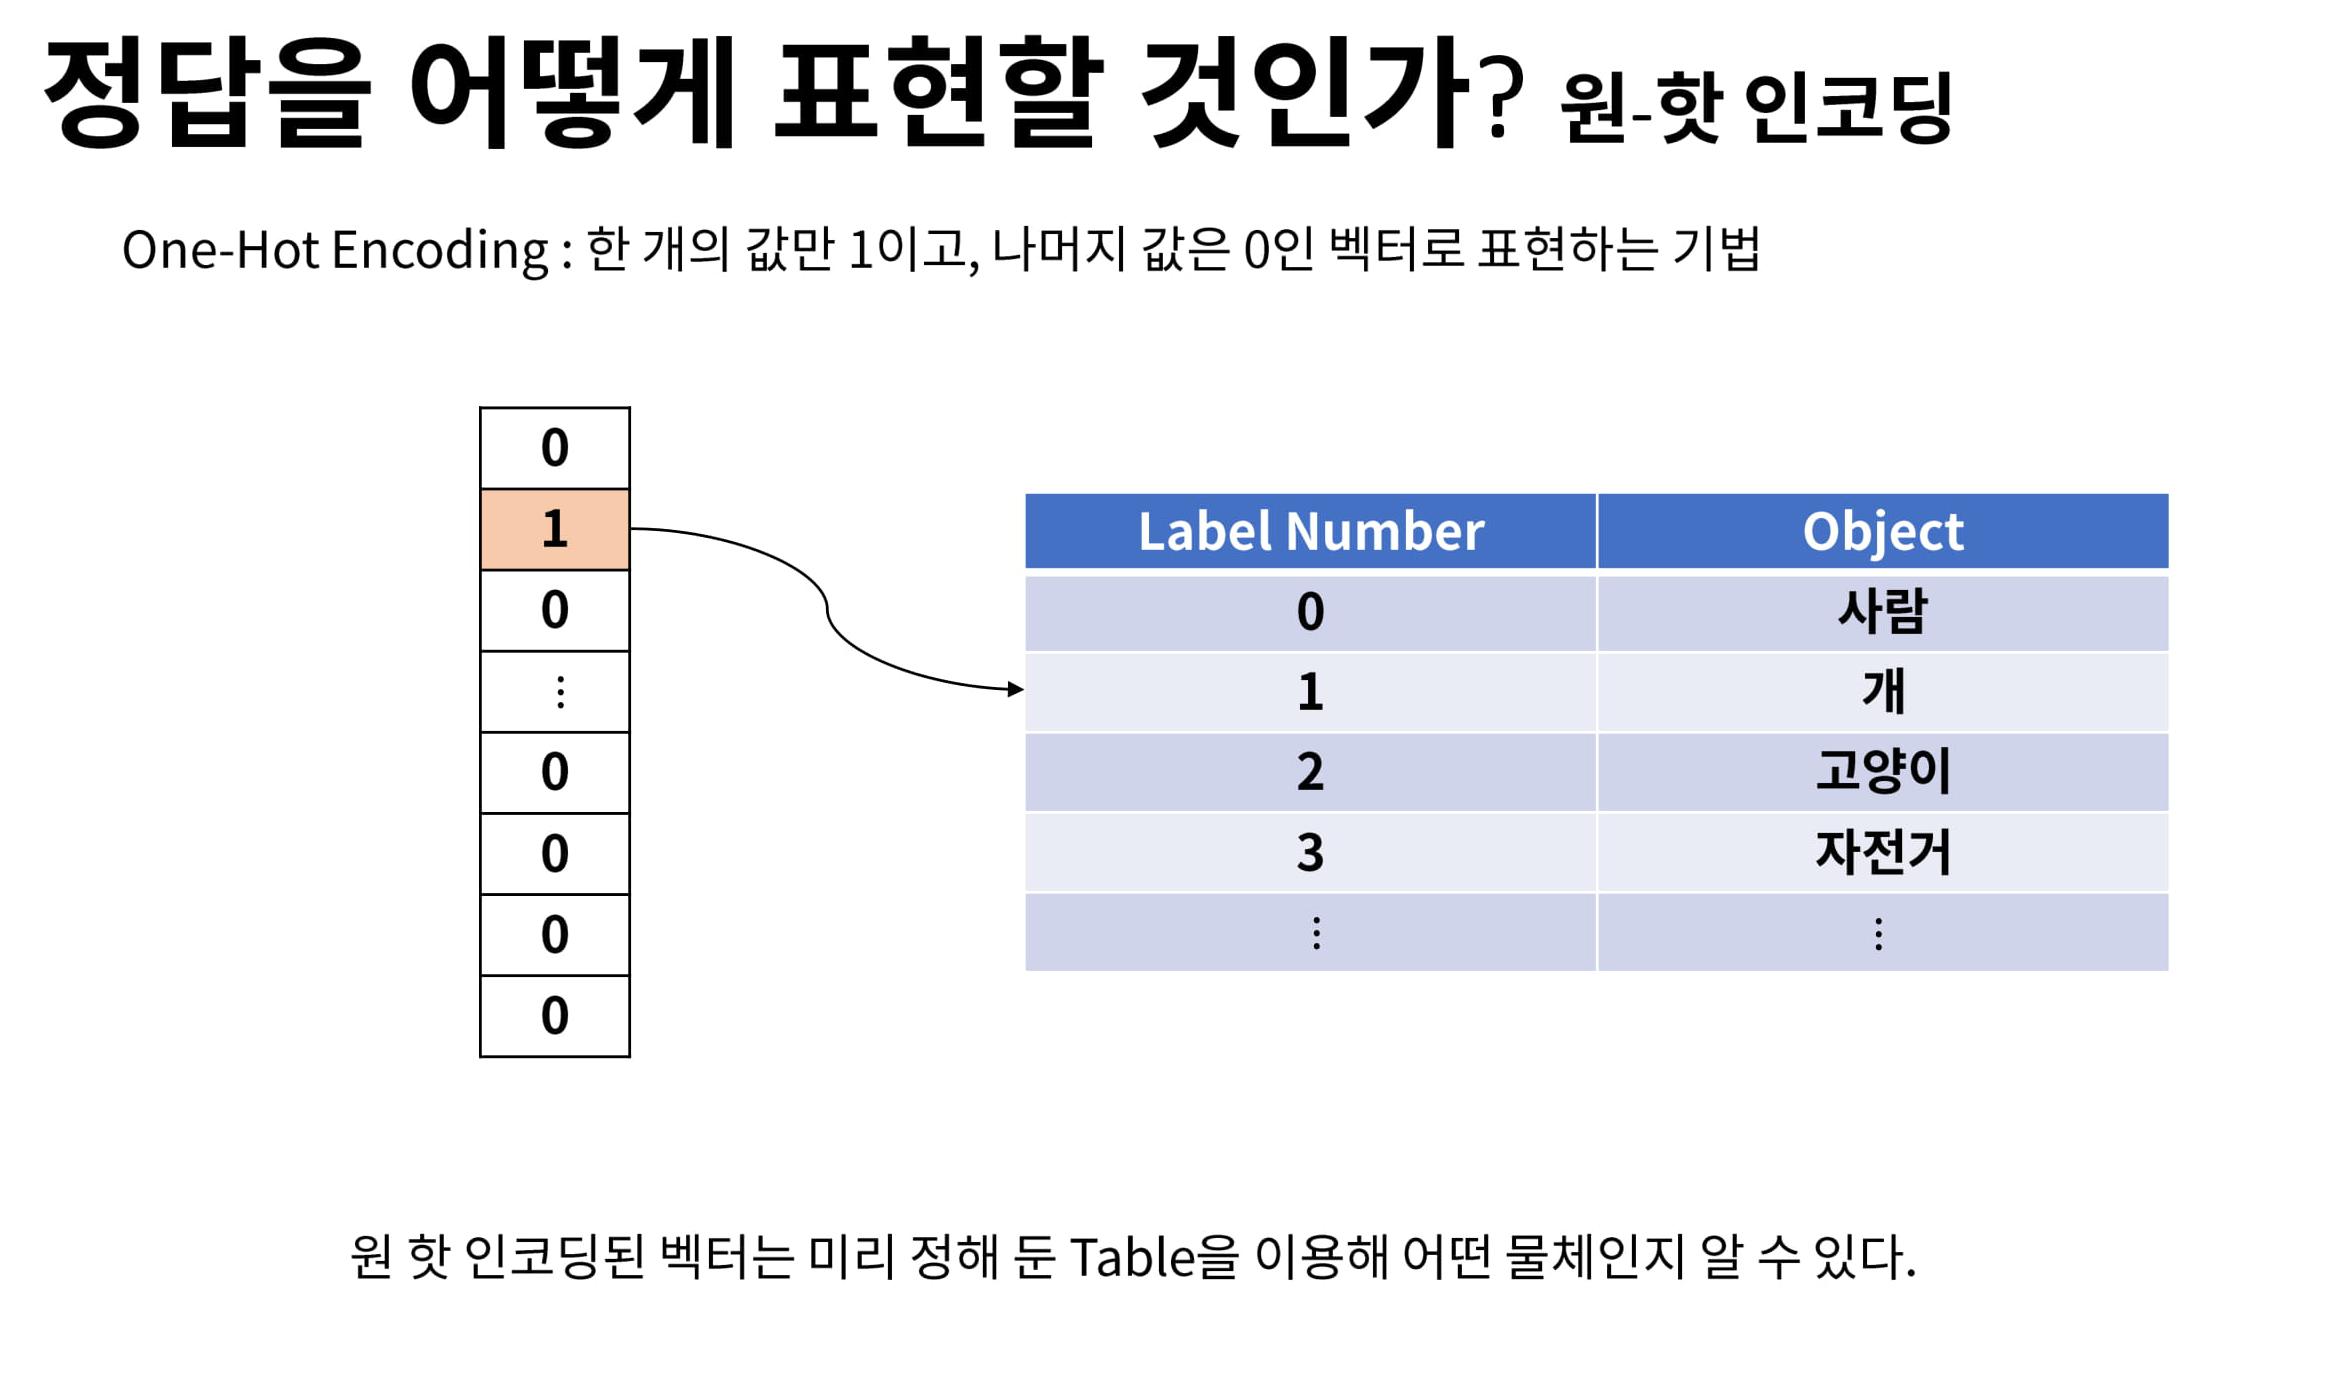 정답을 어떻게 표현할 것인가? 원-핫 인코딩
One-Hot Encoding : 한 개의 값만 1이고, 나머지 값은 0인 벡터로 표현하는 기법
0
1
0
⋮
0
0
0
0
Label Number Object
0 사람
1 개
2 고양이
3 자전거
⋮ ⋮
원 핫 인코딩된 벡터는 미리 정해 둔 Table을 이용해 어떤 물체인지 알 수 있다.